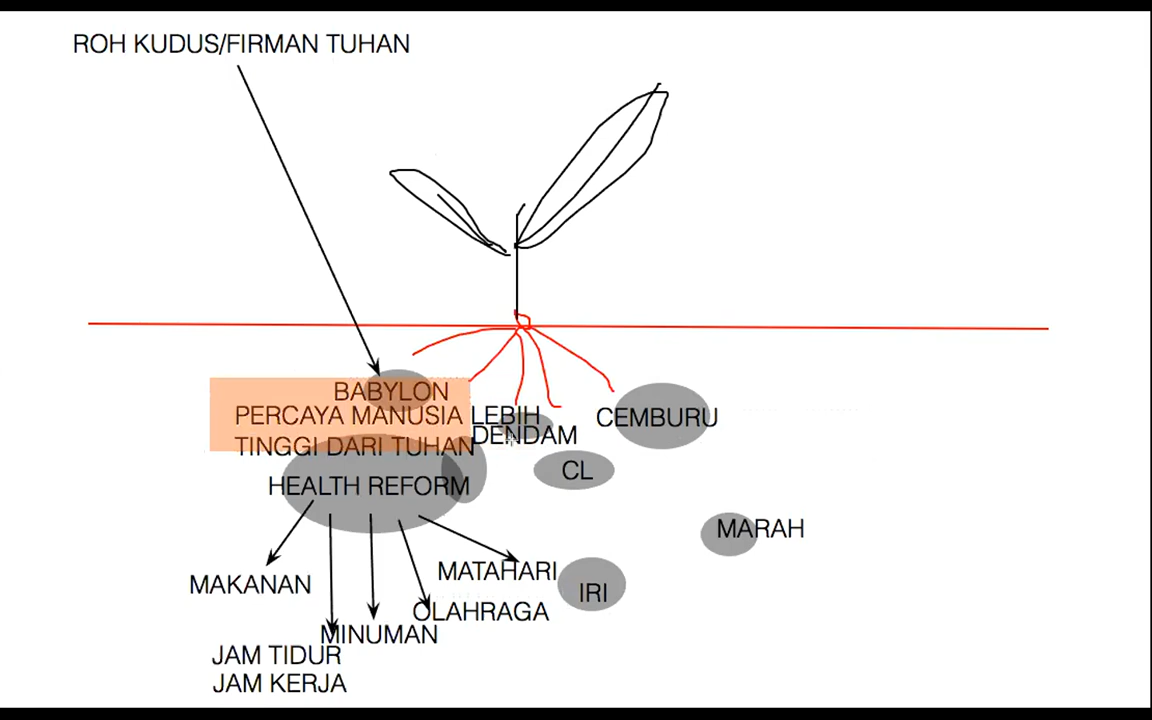 ROH KUDUS/FIRMAN TUHAN
BABYLON
PERCAYA MANUSIA LEBIH
TINGGI DARI TUHAN
DENDAM
CEMBURU
CL
HEALTH REFORM
MARAH
MATAHARI
MAKANAN
IRI
OLAHRAGA
MINUMAN
JAM TIDUR
JAM KERJA